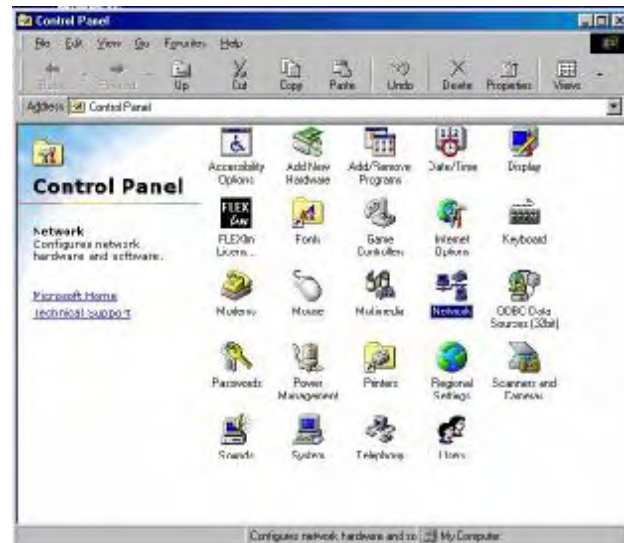 Control Panel
File Edit View Go Favorites Help
Up Cut Copy Paste Undo Delete Properties Views
Address Control Panel
Control Panel
Network
Configures network
hardware and software.
Microsoft Home
Technical Support
Accessibility
Options
Add New
Hardware
Add/Remove
Programs
Date/Time
Display
FLEX
lm
FLEXlm
Licens...
Fonts
Game
Controllers
Internet
Options
Keyboard
Modems
Mouse
Multimedia
Network
ODBC Data
Sources (32bit)
Passwords
Power
Management
Printers
Regional
Settings
Scanners and
Cameras
Sounds
System
Telephony
Users
Configures network hardware and so
My Computer